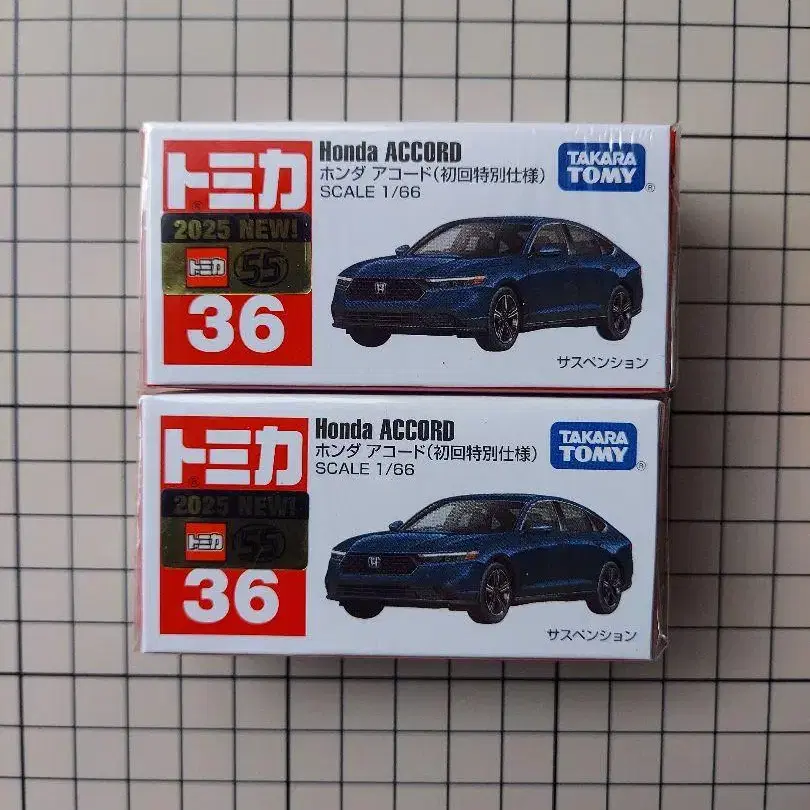 トミカ
®
2025 NEW!
トミカ 55
36
Honda ACCORD
ホンダ アコード(初回特別仕様)
SCALE 1/66
TAKARA
TOMY
®
サスペンション
トミカ
®
2025 NEW!
トミカ 55
36
Honda ACCORD
ホンダ アコード(初回特別仕様)
SCALE 1/66
TAKARA
TOMY
®
サスペンション